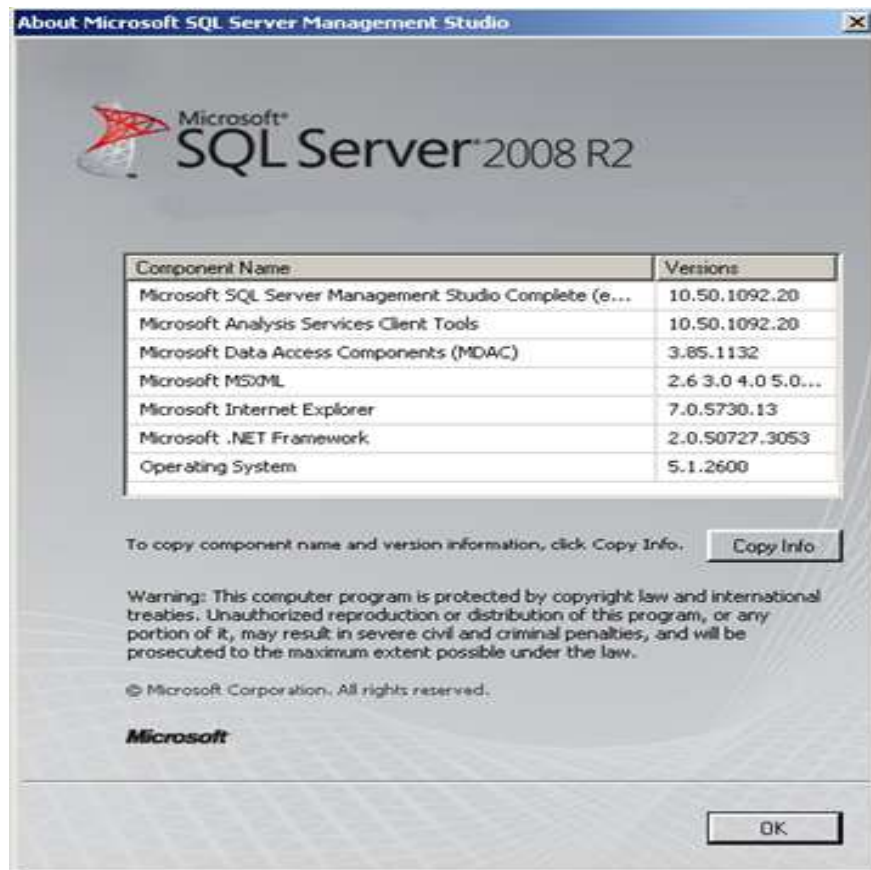 About Microsoft SQL Server Management Studio
Microsoft®
SQL Server® 2008 R2
Component Name Versions
Microsoft SQL Server Management Studio Complete (e... 10.50.1092.20
Microsoft Analysis Services Client Tools 10.50.1092.20
Microsoft Data Access Components (MDAC) 3.85.1132
Microsoft MSXML 2.6 3.0 4.0 5.0...
Microsoft Internet Explorer 7.0.5730.13
Microsoft .NET Framework 2.0.50727.3053
Operating System 5.1.2600
To copy component name and version information, click Copy Info. Copy Info
Warning: This computer program is protected by copyright law and international
treaties. Unauthorized reproduction or distribution of this program, or any
portion of it, may result in severe civil and criminal penalties, and will be
prosecuted to the maximum extent possible under the law.
© Microsoft Corporation. All rights reserved.
Microsoft
OK